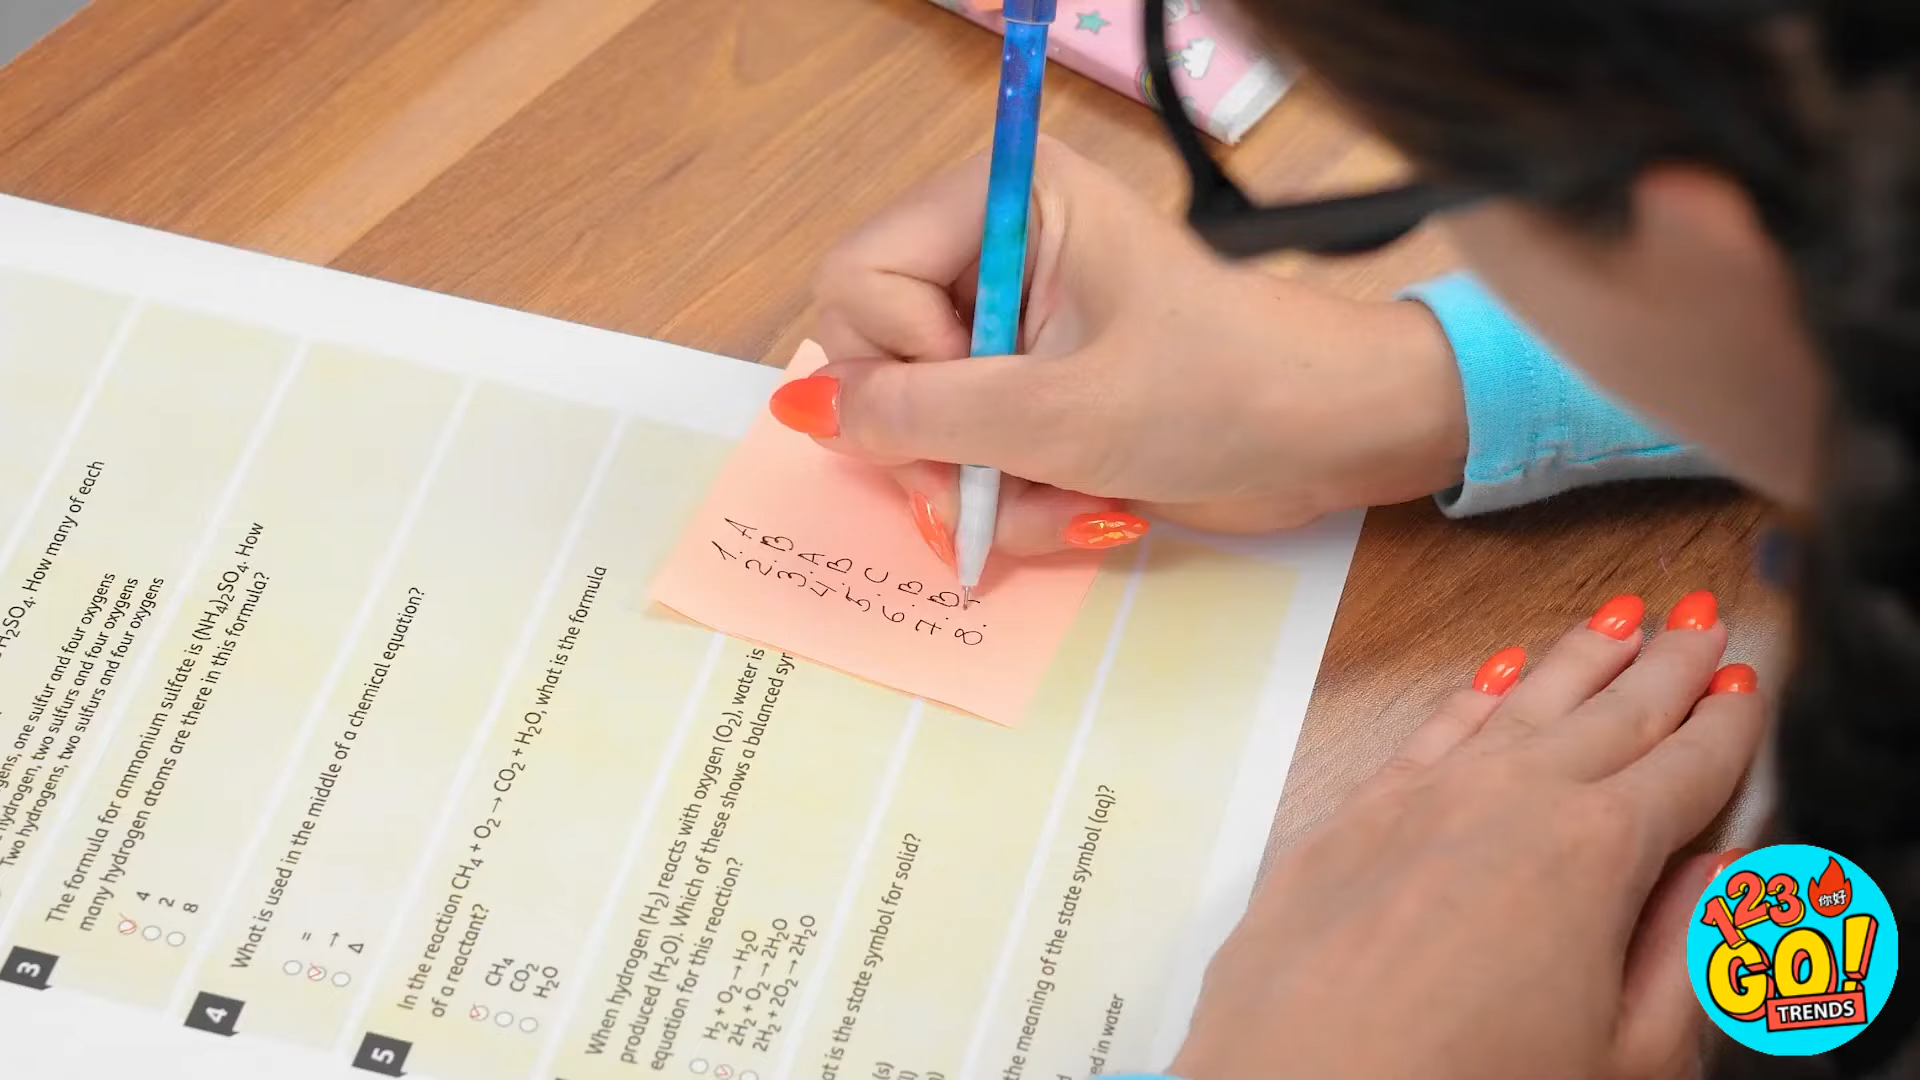 H₂SO₄. How many of each
one sulfur and four oxygens
hydrogen, two sulfurs and four oxygens
Two hydrogens, two sulfurs and four oxygens
3
The formula for ammonium sulfate is (NH₄)₂SO₄. How
many hydrogen atoms are there in this formula?
4
2
8
4
What is used in the middle of a chemical equation?
=
→
Δ
5
In the reaction CH₄ + O₂ → CO₂ + H₂O, what is the formula
of a reactant?
CH₄
CO₂
H₂O
When hydrogen (H₂) reacts with oxygen (O₂), water is
produced (H₂O). Which of these shows a balanced
equation for this reaction?
H₂ + O₂ → H₂O
2H₂ + O₂ → 2H₂O
2H₂ + 2O₂ → 2H₂O
is the state symbol for solid?
(s)
the meaning of the state symbol (aq)?
in water
1. A
2. B
3. A
4. B
5. C
6. B
7. B
8.
123
你好
GO!
TRENDS